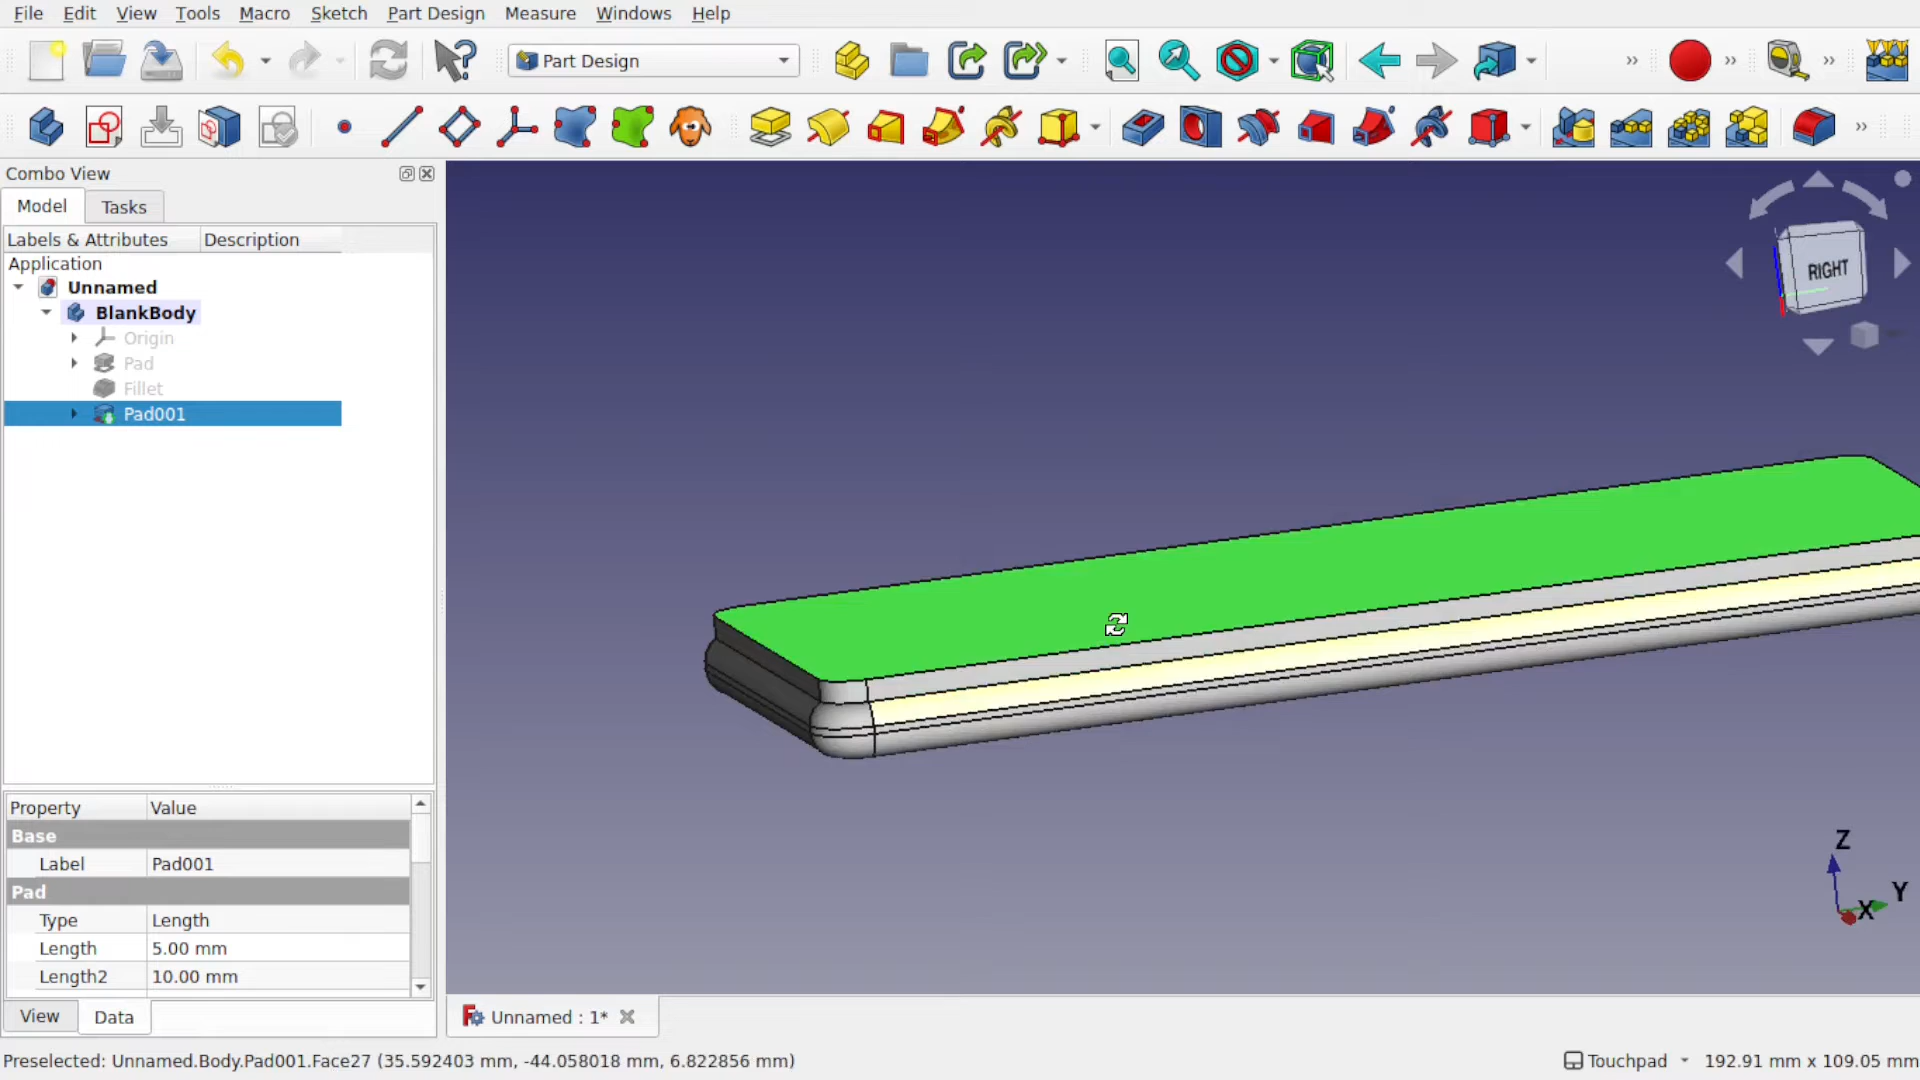 File Edit View Tools Macro Sketch Part Design Measure Windows Help
Part Design
Combo View
Model Tasks
Labels & Attributes Description
Application
Unnamed
BlankBody
Origin
Pad
Fillet
Pad001
RIGHT
Property Value
Base
Label Pad001
Pad
Type Length
Length 5.00 mm
Length2 10.00 mm
View Data
Z
Y
X
Unnamed : 1*
Preselected: Unnamed.Body.Pad001.Face27 (35.592403 mm, -44.058018 mm, 6.822856 mm)
Touchpad 192.91 mm x 109.05 mm